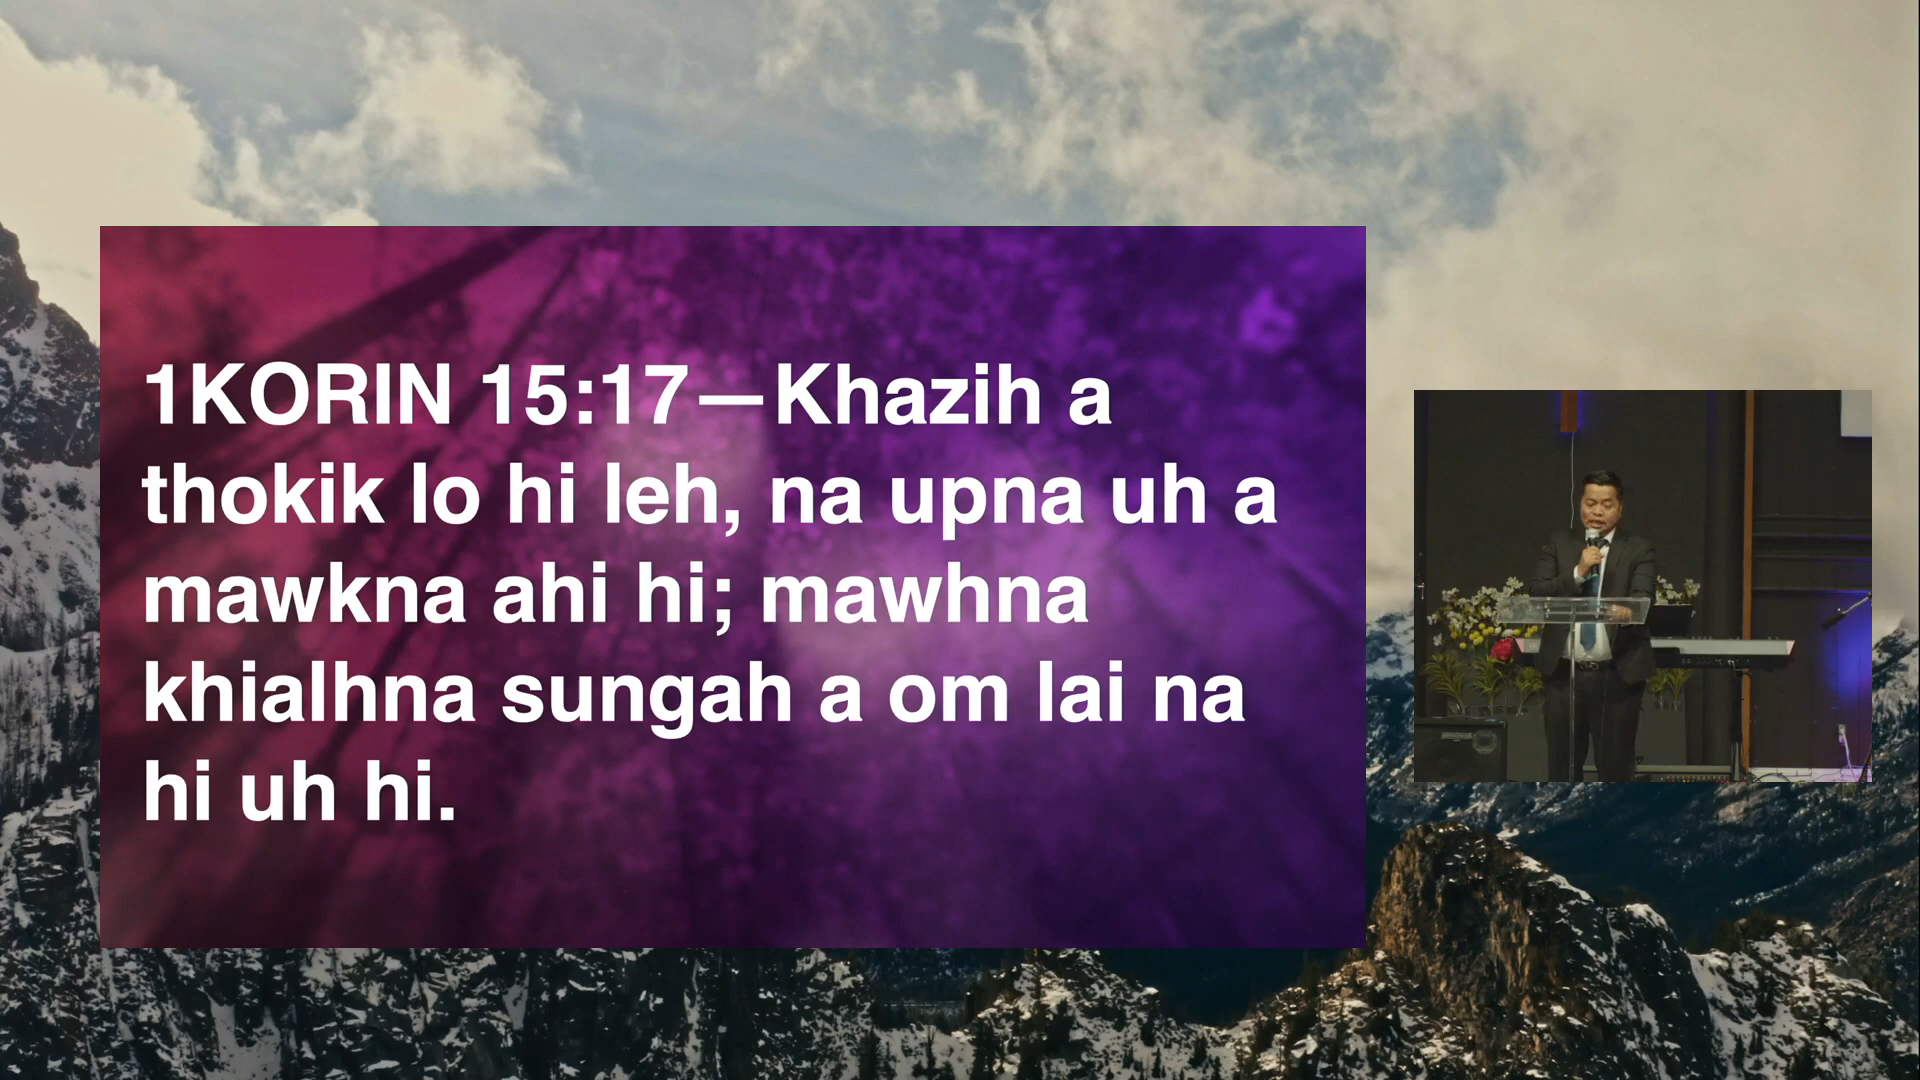 1KORIN 15:17—Khazih a
thokik lo hi leh, na upna uh a
mawkna ahi hi; mawhna
khialhna sungah a om lai na
hi uh hi.